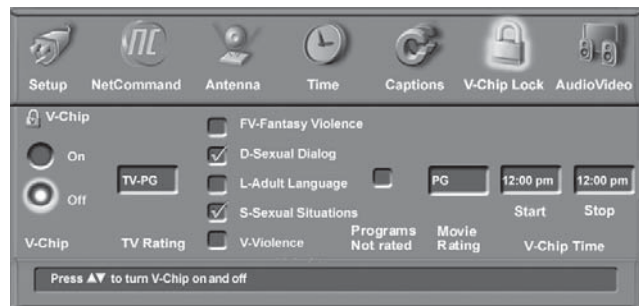 Setup NetCommand Antenna Time Captions V-Chip Lock AudioVideo
V-Chip
On
Off
V-Chip
TV-PG
TV Rating
FV-Fantasy Violence
D-Sexual Dialog
L-Adult Language
S-Sexual Situations
V-Violence
Programs
Not rated
PG
Movie
Rating
12:00 pm 12:00 pm
Start Stop
V-Chip Time
Press ▲▼ to turn V-Chip on and off